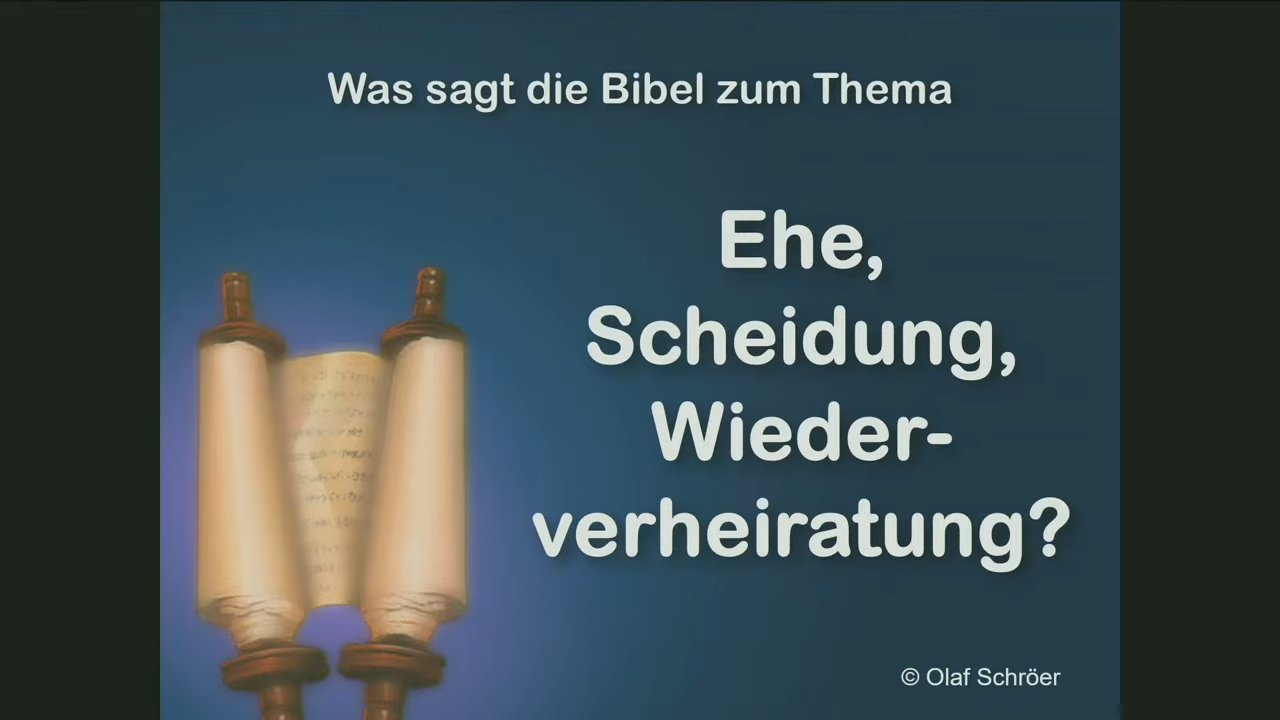 Was sagt die Bibel zum Thema
Ehe,
Scheidung,
Wieder-
verheiratung?
© Olaf Schröer